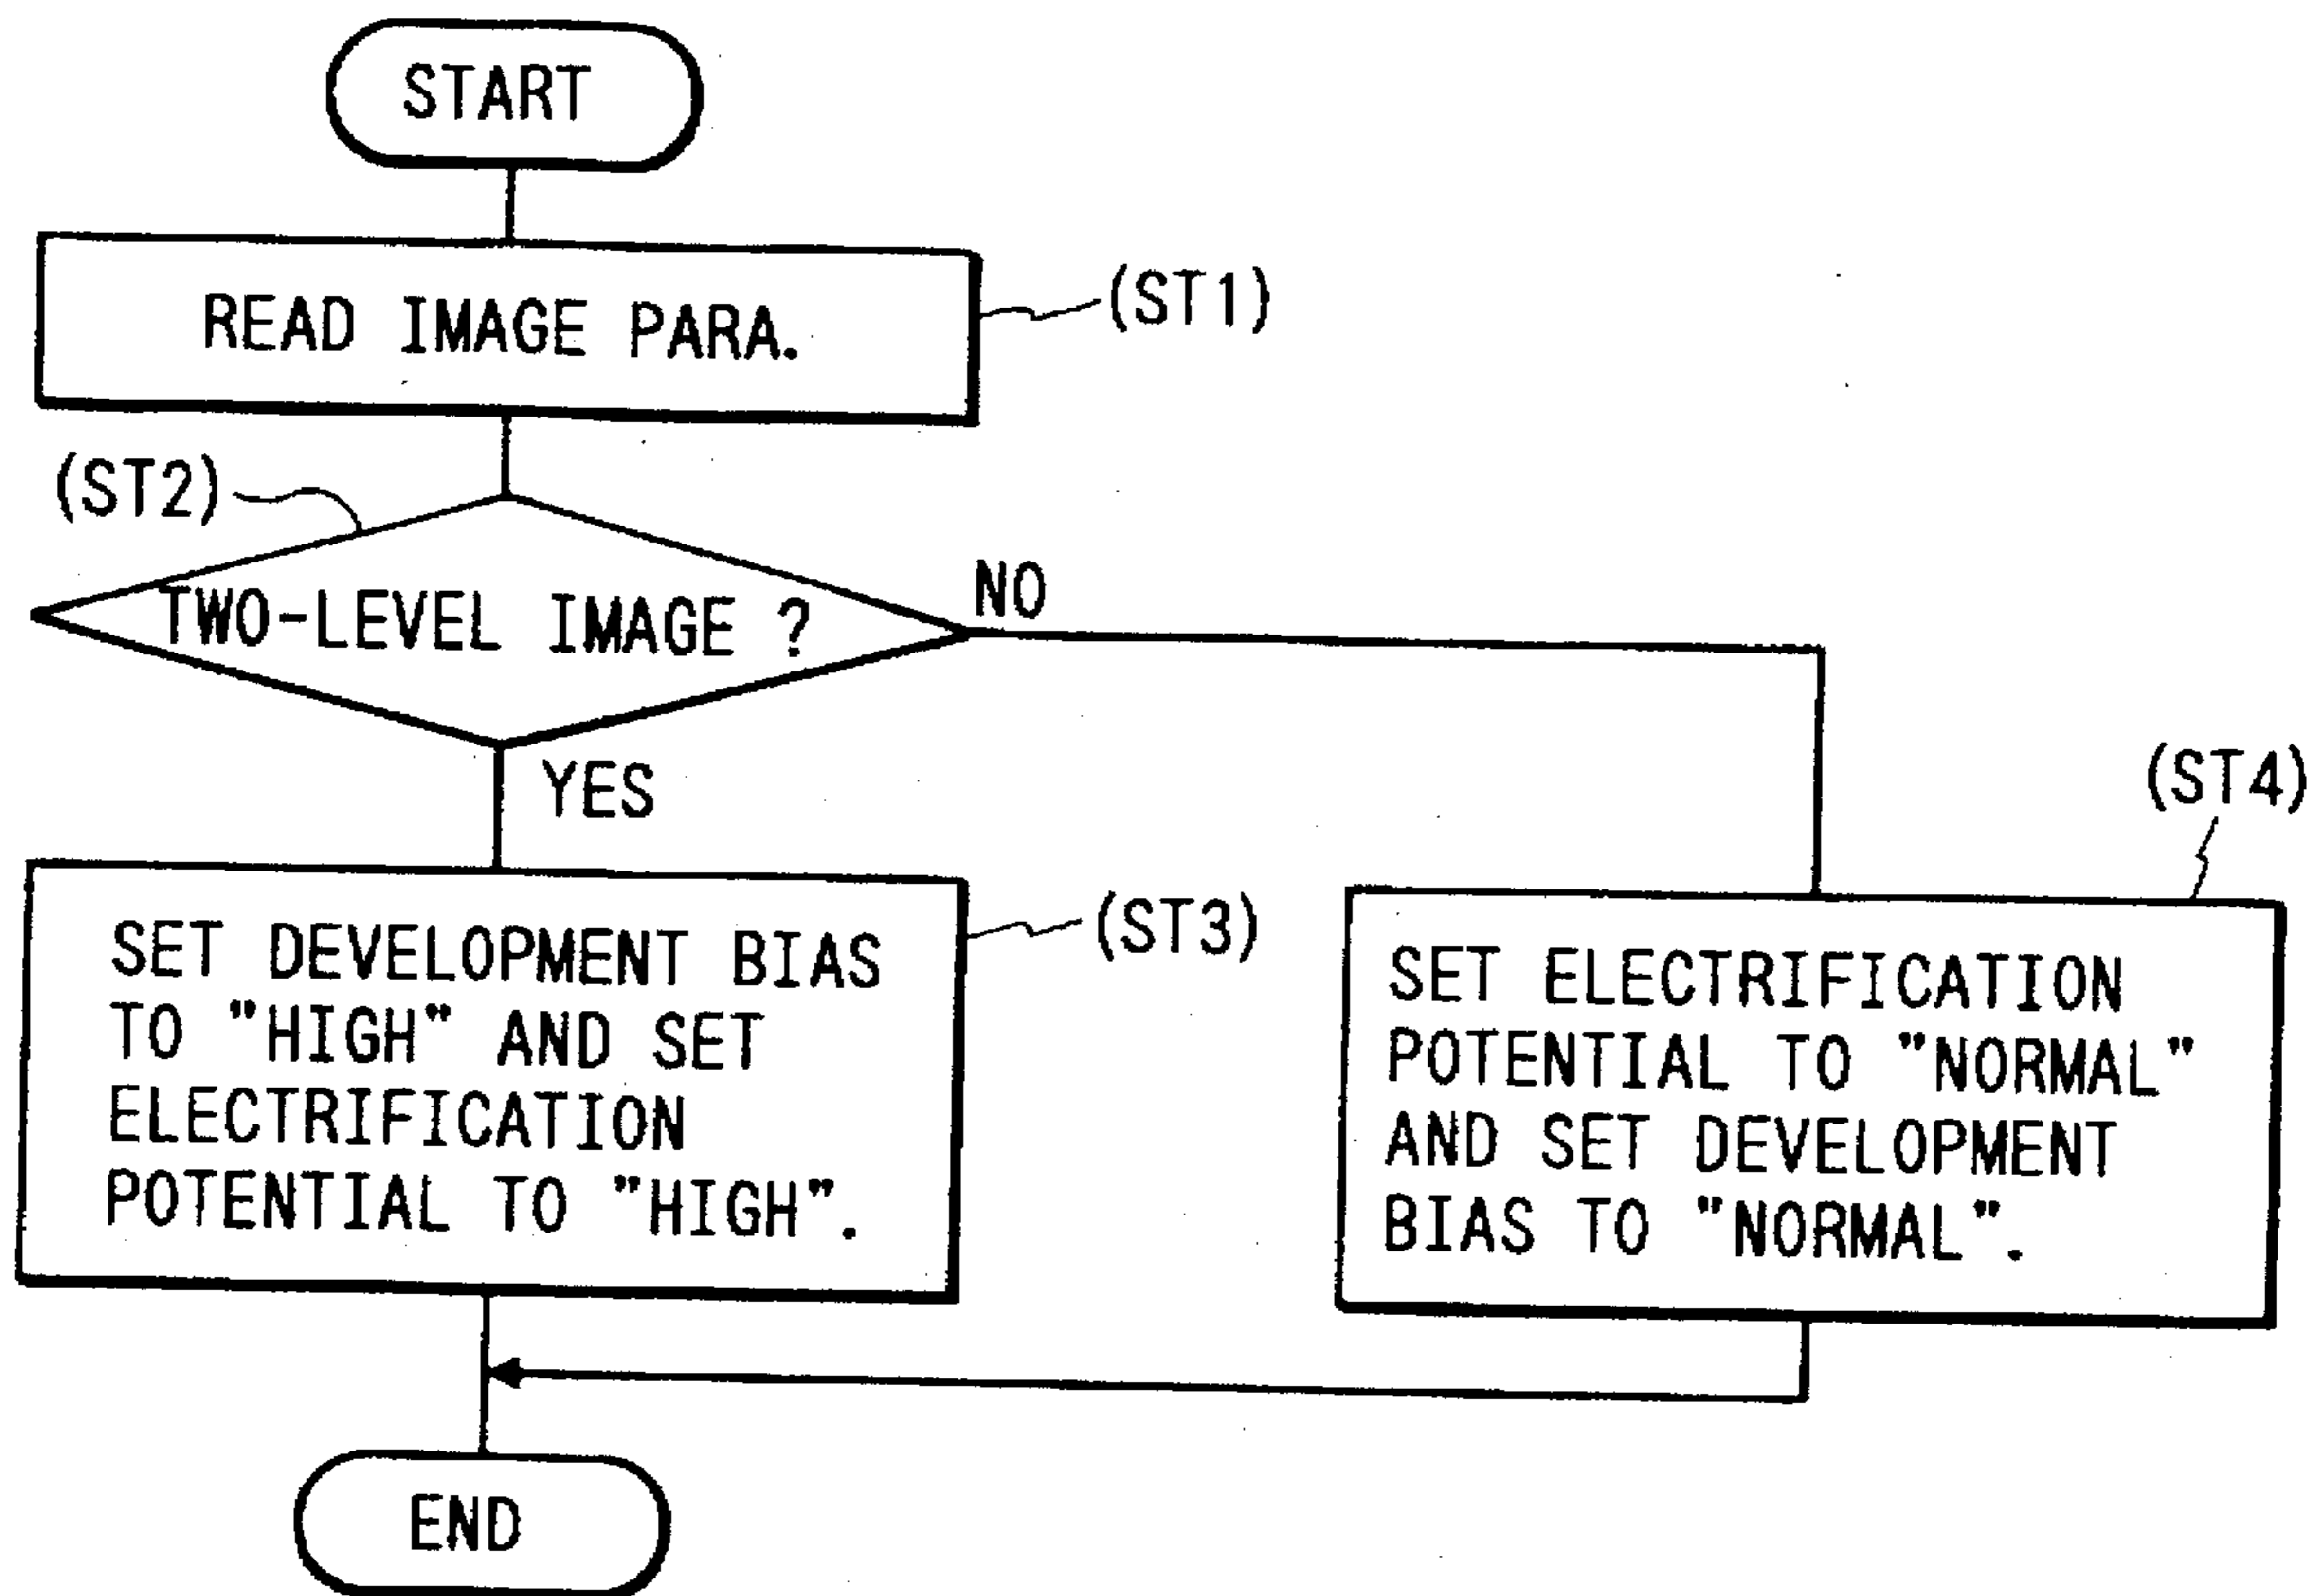 START
READ IMAGE PARA.
(ST1)
(ST2)
TWO-LEVEL IMAGE ?
NO
YES
SET DEVELOPMENT BIAS
TO "HIGH" AND SET
ELECTRIFICATION
POTENTIAL TO "HIGH".
(ST3)
(ST4)
SET ELECTRIFICATION
POTENTIAL TO "NORMAL"
AND SET DEVELOPMENT
BIAS TO "NORMAL".
END